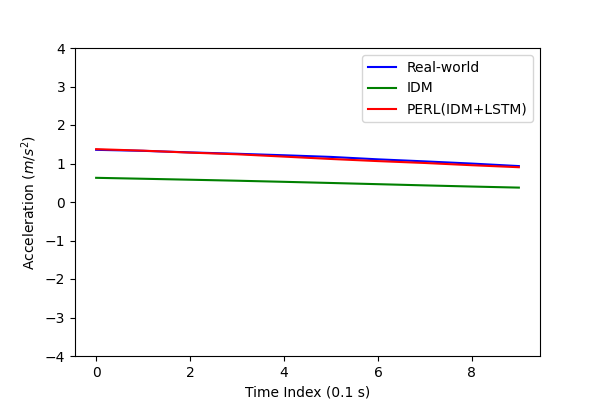 4
3
2
1
0
−1
−2
−3
−4
Acceleration (m/s²)
Real-world
IDM
PERL(IDM+LSTM)
0 2 4 6 8
Time Index (0.1 s)